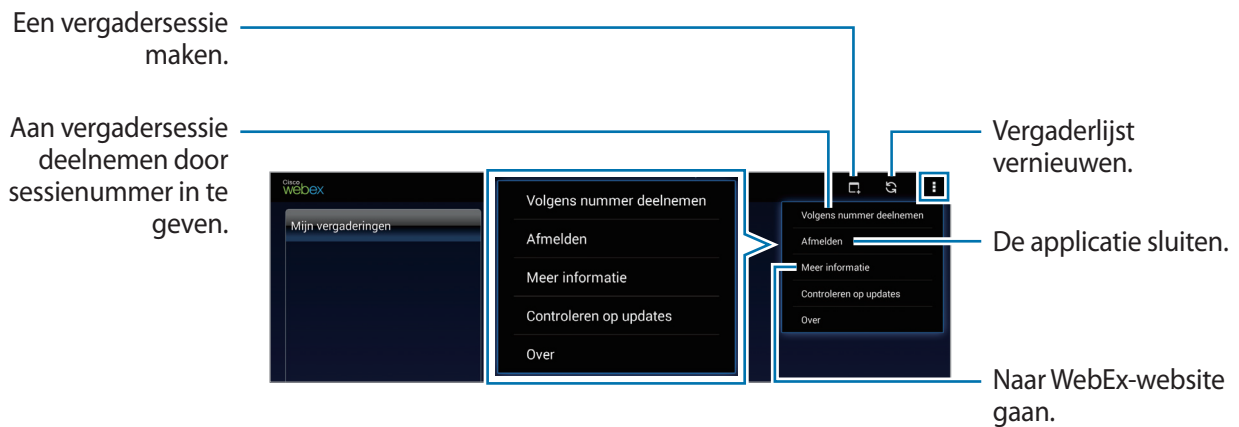 Een vergadersessie
maken.
Aan vergadersessie
deelnemen door
sessienummer in te
geven.
Cisco
webex
Mijn vergaderingen
Volgens nummer deelnemen
Afmelden
Meer informatie
Controleren op updates
Over
Volgens nummer deelnemen
Afmelden
Meer informatie
Controleren op updates
Over
Vergaderlijst
vernieuwen.
De applicatie sluiten.
Naar WebEx-website
gaan.